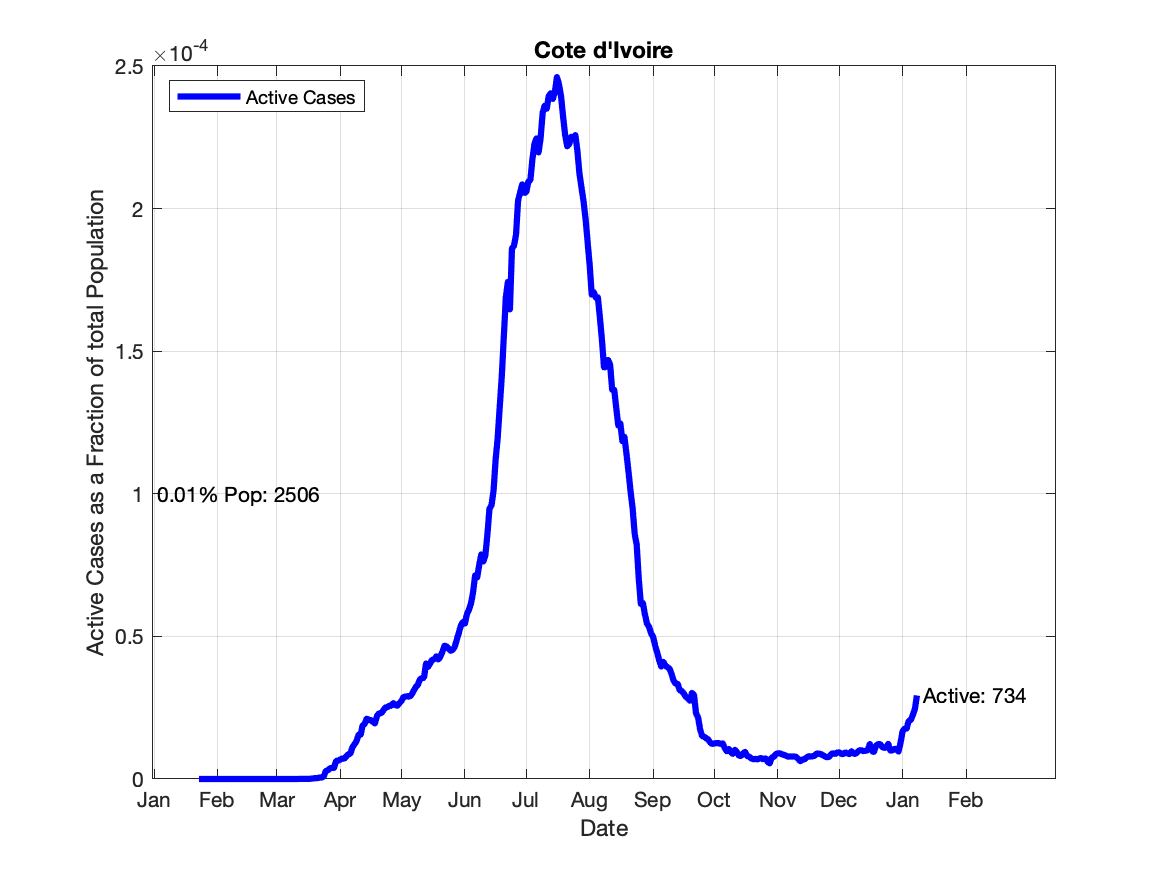 Cote d'Ivoire
×10-4
Active Cases
2.5
2
1.5
1
0.5
0
0.01% Pop: 2506
Active: 734
Active Cases as a Fraction of total Population
Jan Feb Mar Apr May Jun Jul Aug Sep Oct Nov Dec Jan Feb
Date